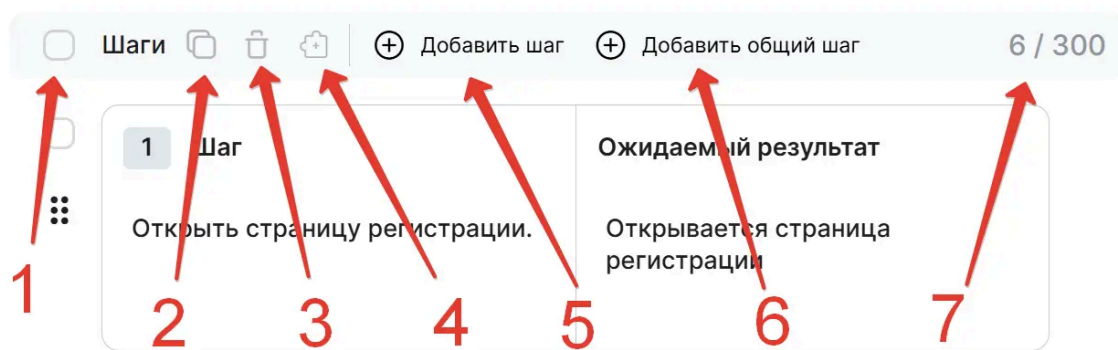 Шаги Добавить шаг Добавить общий шаг 6 / 300
1 Шаг Ожидаемый результат
Открыть страницу регистрации. Открывается страница
регистрации
1 2 3 4 5 6 7